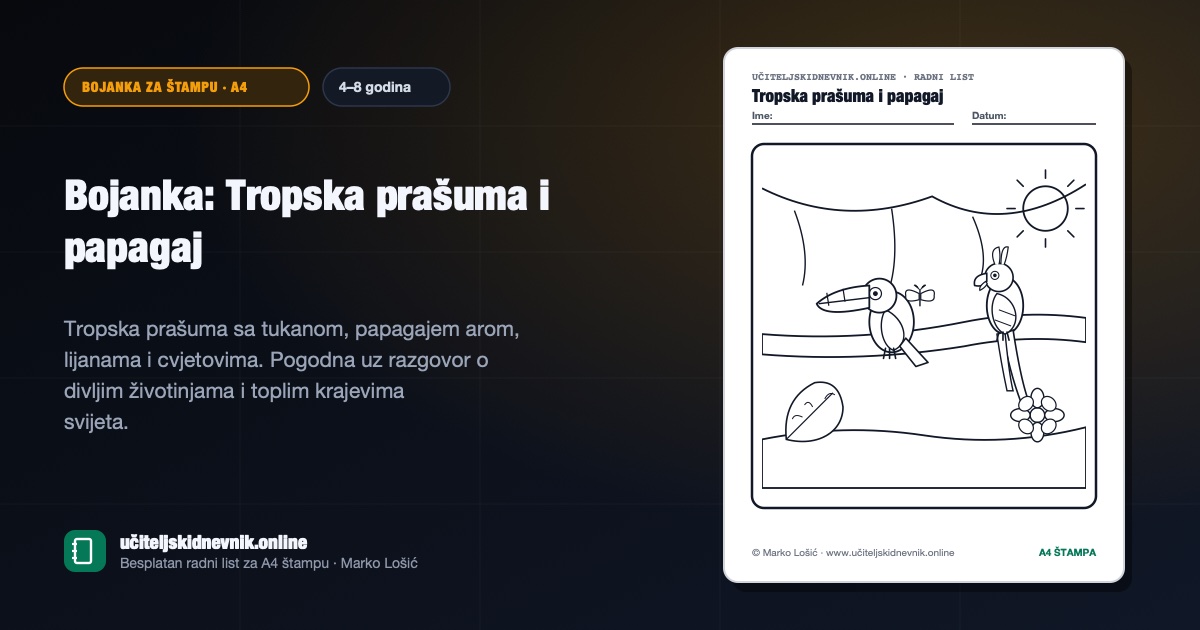 BOJANKA ZA ŠTAMPU · A4
4–8 godina
Bojanka: Tropska prašuma i
papagaj
Tropska prašuma sa tukanom, papagajem arom,
lijanama i cvjetovima. Pogodna uz razgovor o
divljim životinjama i toplim krajevima
svijeta.
učiteljskidnevnik.online
Besplatan radni list za A4 štampu · Marko Lošić
UČITELJSKIDNEVNIK.ONLINE · RADNI LIST
Tropska prašuma i papagaj
Ime:
Datum:
© Marko Lošić · www.učiteljskidnevnik.online
A4 ŠTAMPA